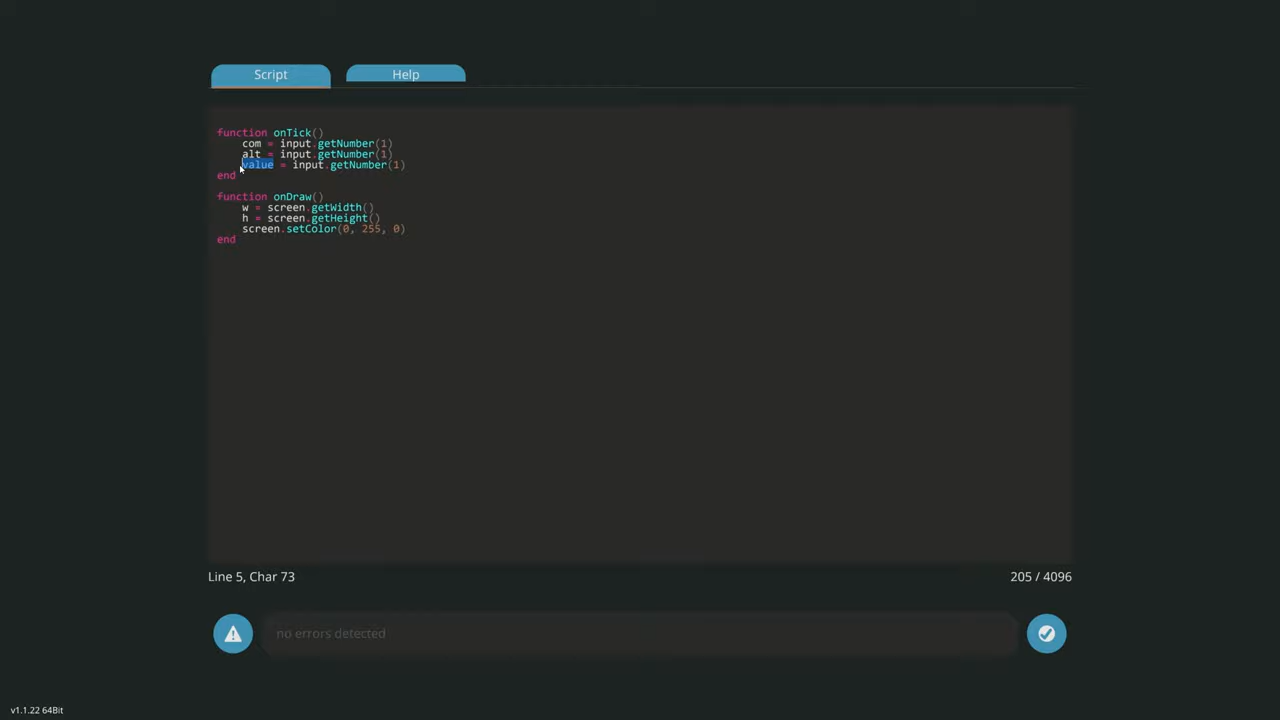 Script
Help
function onTick()
com = input.getNumber(1)
alt = input.getNumber(1)
value = input.getNumber(1)
end
function onDraw()
w = screen.getWidth()
h = screen.getHeight()
screen.setColor(0, 255, 0)
end
Line 5, Char 73
205 / 4096
no errors detected
v1.1.22 64Bit